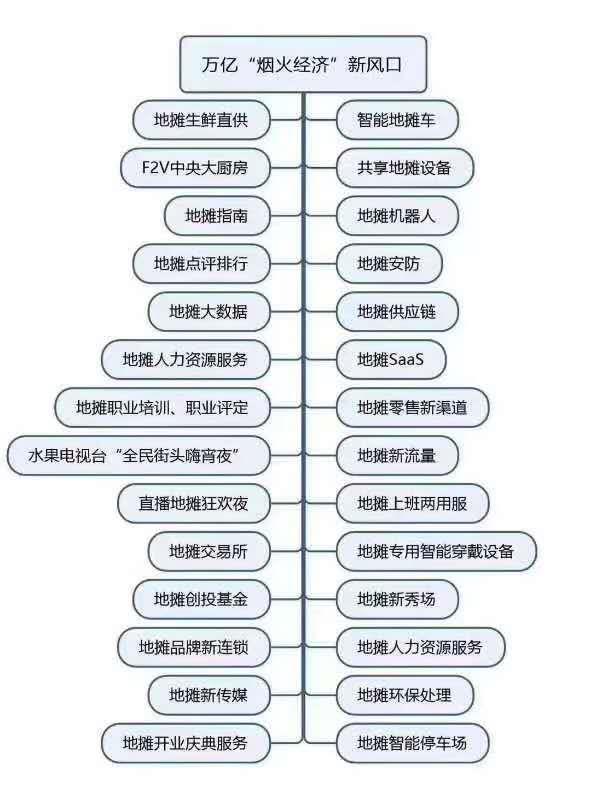 万亿“烟火经济”新风口
地摊生鲜直供
智能地摊车
F2V中央大厨房
共享地摊设备
地摊指南
地摊机器人
地摊点评排行
地摊安防
地摊大数据
地摊供应链
地摊人力资源服务
地摊SaaS
地摊职业培训、职业评定
地摊零售新渠道
水果电视台“全民街头嗨宵夜”
地摊新流量
直播地摊狂欢夜
地摊上班两用服
地摊交易所
地摊专用智能穿戴设备
地摊创投基金
地摊新秀场
地摊品牌新连锁
地摊人力资源服务
地摊新传媒
地摊环保处理
地摊开业庆典服务
地摊智能停车场